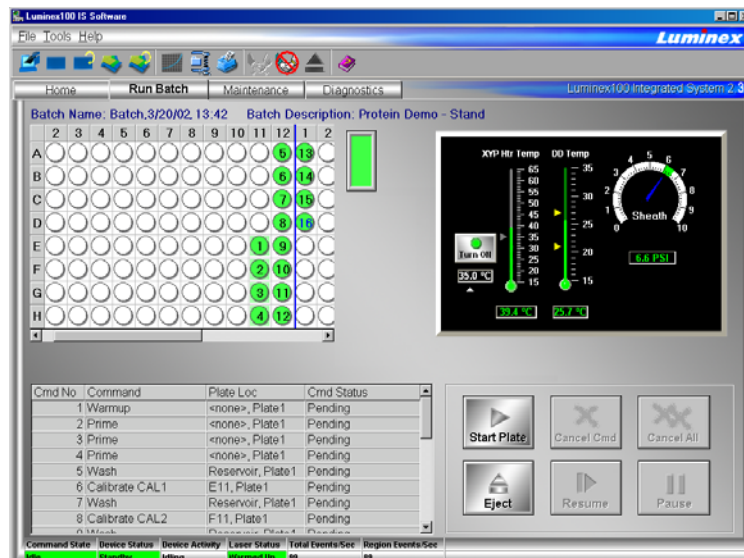 Luminex100 IS Software
File Tools Help
Luminex
Home Run Batch Maintenance Diagnostics
Luminex100 Integrated System 2.3
Batch Name: Batch,3/20/02, 13:42 Batch Description: Protein Demo - Stand
2 3 4 5 6 7 8 9 10 11 12 1 2
A 5 13
B 6 14
C 7 15
D 8 16
E 1 9
F 2 10
G 3 11
H 4 12
XYP Htr Temp DD Temp
65
60
55
50
45
40
35
30
25
20
15
35
30
25
20
15
0 1 2 3 4 5 6 7 8 9 10
Sheath
Turn Off
35.0 °C
6.6 PSI
39.4 °C 25.7 °C
Cmd No Command Plate Loc Cmd Status
1 Warmup <none>, Plate1 Pending
2 Prime <none>, Plate1 Pending
3 Prime <none>, Plate1 Pending
4 Prime <none>, Plate1 Pending
5 Wash Reservoir, Plate1 Pending
6 Calibrate CAL1 E11, Plate1 Pending
7 Wash Reservoir, Plate1 Pending
8 Calibrate CAL2 F11, Plate1 Pending
Start Plate Cancel Cmd Cancel All
Eject Resume Pause
Command State Device Status Device Activity Laser Status Total Events/Sec Region Events/Sec
Idle Standby Idling Warmed Up